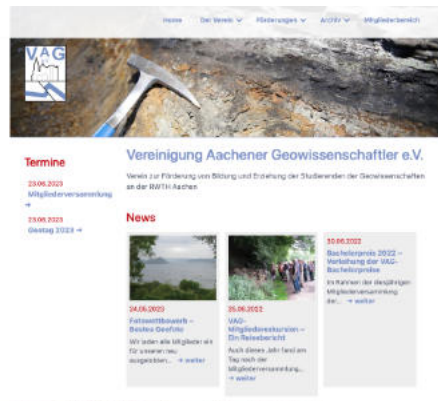 Home Der Verein Förderungen Archiv Mitgliederbereich
VAG
Termine
23.06.2023
Mitgliederversammlung
→
23.06.2023
Geotag 2023 →
Vereinigung Aachener Geowissenschaftler e.V.
Verein zur Förderung von Bildung und Erziehung der Studierenden der Geowissenschaften
an der RWTH Aachen
News
24.05.2023
Fotowettbewerb –
Bestes Geofoto
Wir laden alle Mitglieder ein
für unseren neu
ausgelobten... → weiter
25.06.2022
VAG-
Mitgliederexkursion –
Ein Reisebericht
Auch dieses Jahr fand am
Tag nach der
Mitgliederversammlung...
→ weiter
10.06.2022
Bachelorpreis 2022 –
Verleihung der VAG-
Bachelorpreise
Im Rahmen der diesjährigen
Mitgliederversammlung
der... → weiter